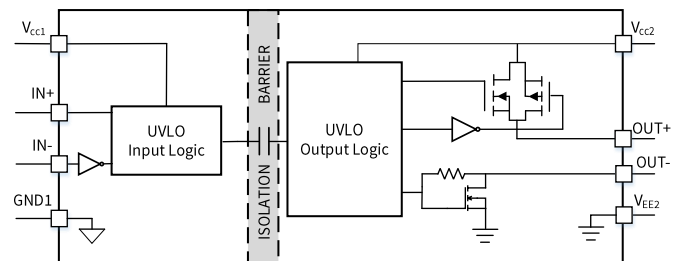 Vcc1
IN+
IN-
GND1
UVLO
Input Logic
ISOLATION BARRIER
UVLO
Output Logic
Vcc2
OUT+
OUT-
VEE2